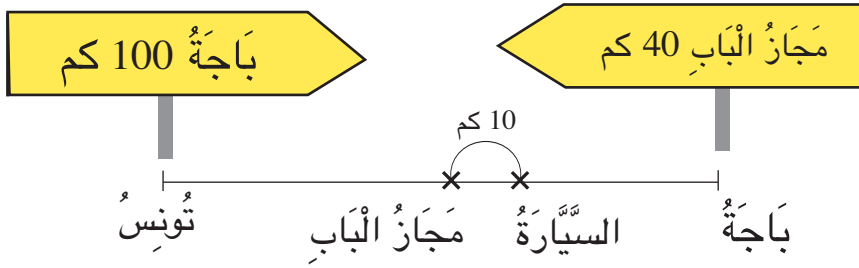 مَجَازُ الْبَابِ 40 كم
بَاجَةُ 100 كم
10 كم
بَاجَةُ
السَّيَّارَةُ
مَجَازُ الْبَابِ
تُونِسُ